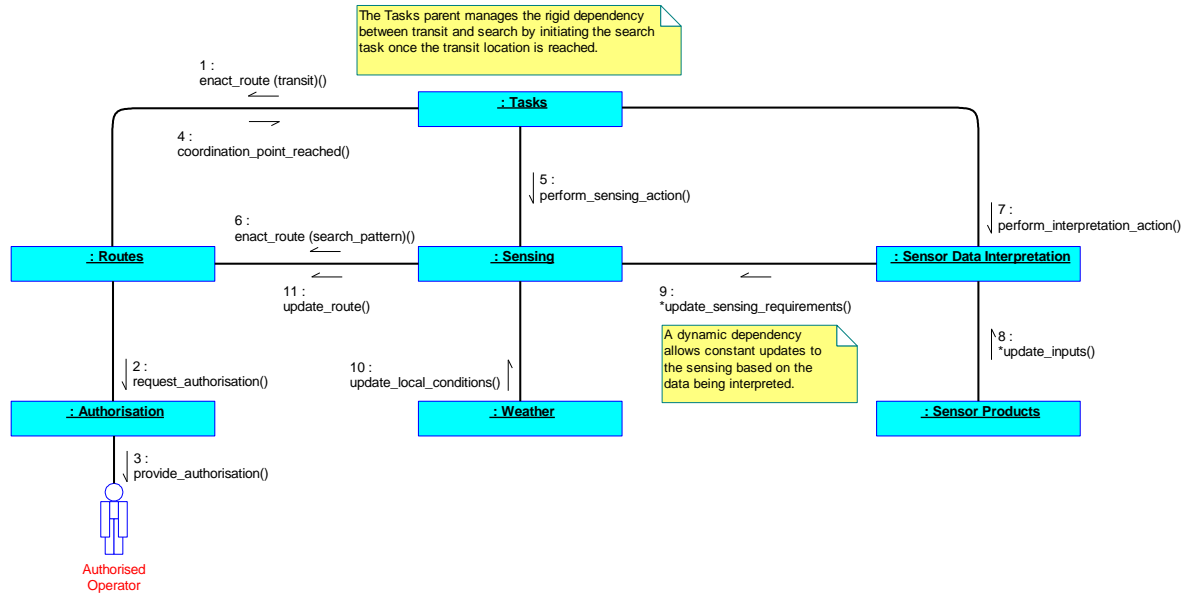 The Tasks parent manages the rigid dependency
between transit and search by initiating the search
task once the transit location is reached.
1 :
enact_route (transit)()
: Tasks
4 :
coordination_point_reached()
5 :
perform_sensing_action()
6 :
enact_route (search_pattern)()
7 :
perform_interpretation_action()
: Routes
: Sensing
: Sensor Data Interpretation
11 :
update_route()
9 :
*update_sensing_requirements()
A dynamic dependency
allows constant updates to
the sensing based on the
data being interpreted.
8 :
*update_inputs()
2 :
request_authorisation()
10 :
update_local_conditions()
: Authorisation
: Weather
: Sensor Products
3 :
provide_authorisation()
Authorised
Operator